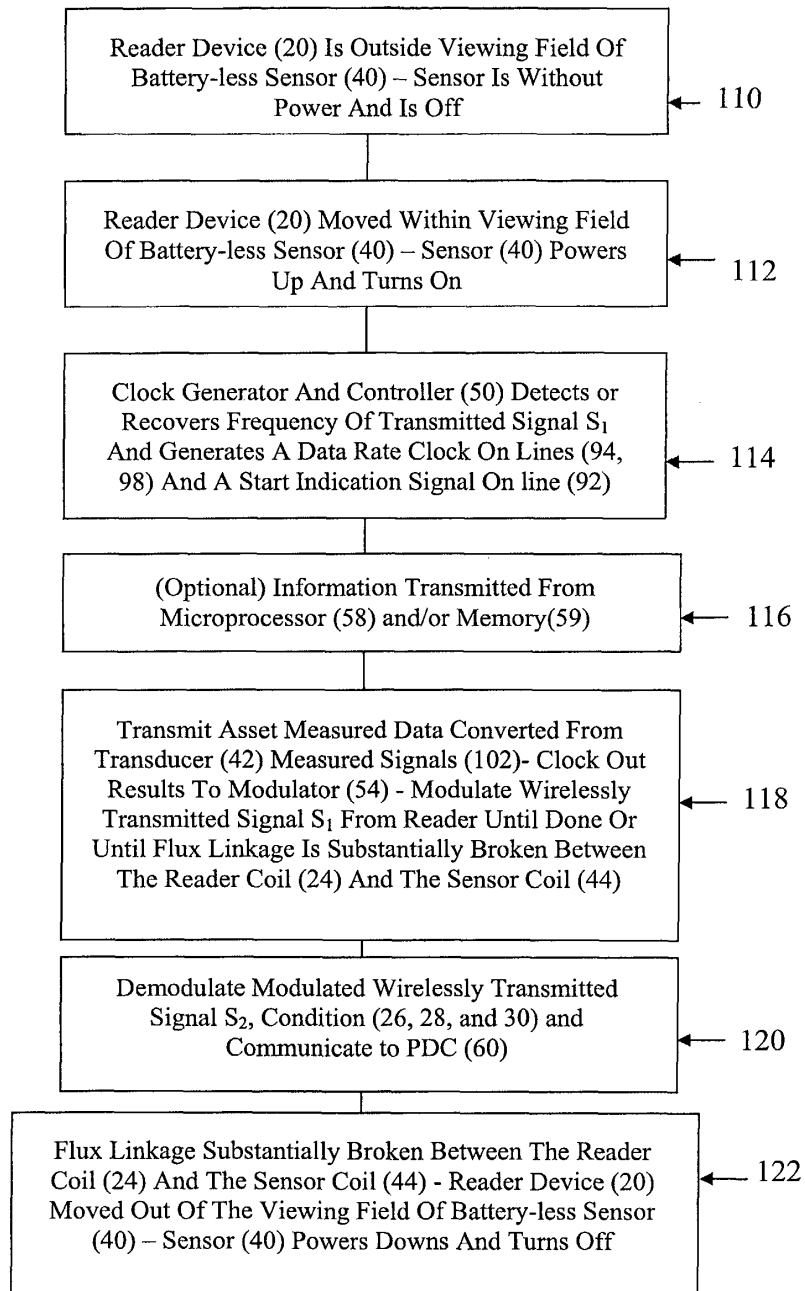 Reader Device (20) Is Outside Viewing Field Of
Battery-less Sensor (40) – Sensor Is Without
Power And Is Off
110
Reader Device (20) Moved Within Viewing Field
Of Battery-less Sensor (40) – Sensor (40) Powers
Up And Turns On
112
Clock Generator And Controller (50) Detects or
Recovers Frequency Of Transmitted Signal S₁
And Generates A Data Rate Clock On Lines (94,
98) And A Start Indication Signal On line (92)
114
(Optional) Information Transmitted From
Microprocessor (58) and/or Memory(59)
116
Transmit Asset Measured Data Converted From
Transducer (42) Measured Signals (102)- Clock Out
Results To Modulator (54) - Modulate Wirelessly
Transmitted Signal S₁ From Reader Until Done Or
Until Flux Linkage Is Substantially Broken Between
The Reader Coil (24) And The Sensor Coil (44)
118
Demodulate Modulated Wirelessly Transmitted
Signal S₂, Condition (26, 28, and 30) and
Communicate to PDC (60)
120
Flux Linkage Substantially Broken Between The Reader
Coil (24) And The Sensor Coil (44) - Reader Device (20)
Moved Out Of The Viewing Field Of Battery-less Sensor
(40) – Sensor (40) Powers Downs And Turns Off
122